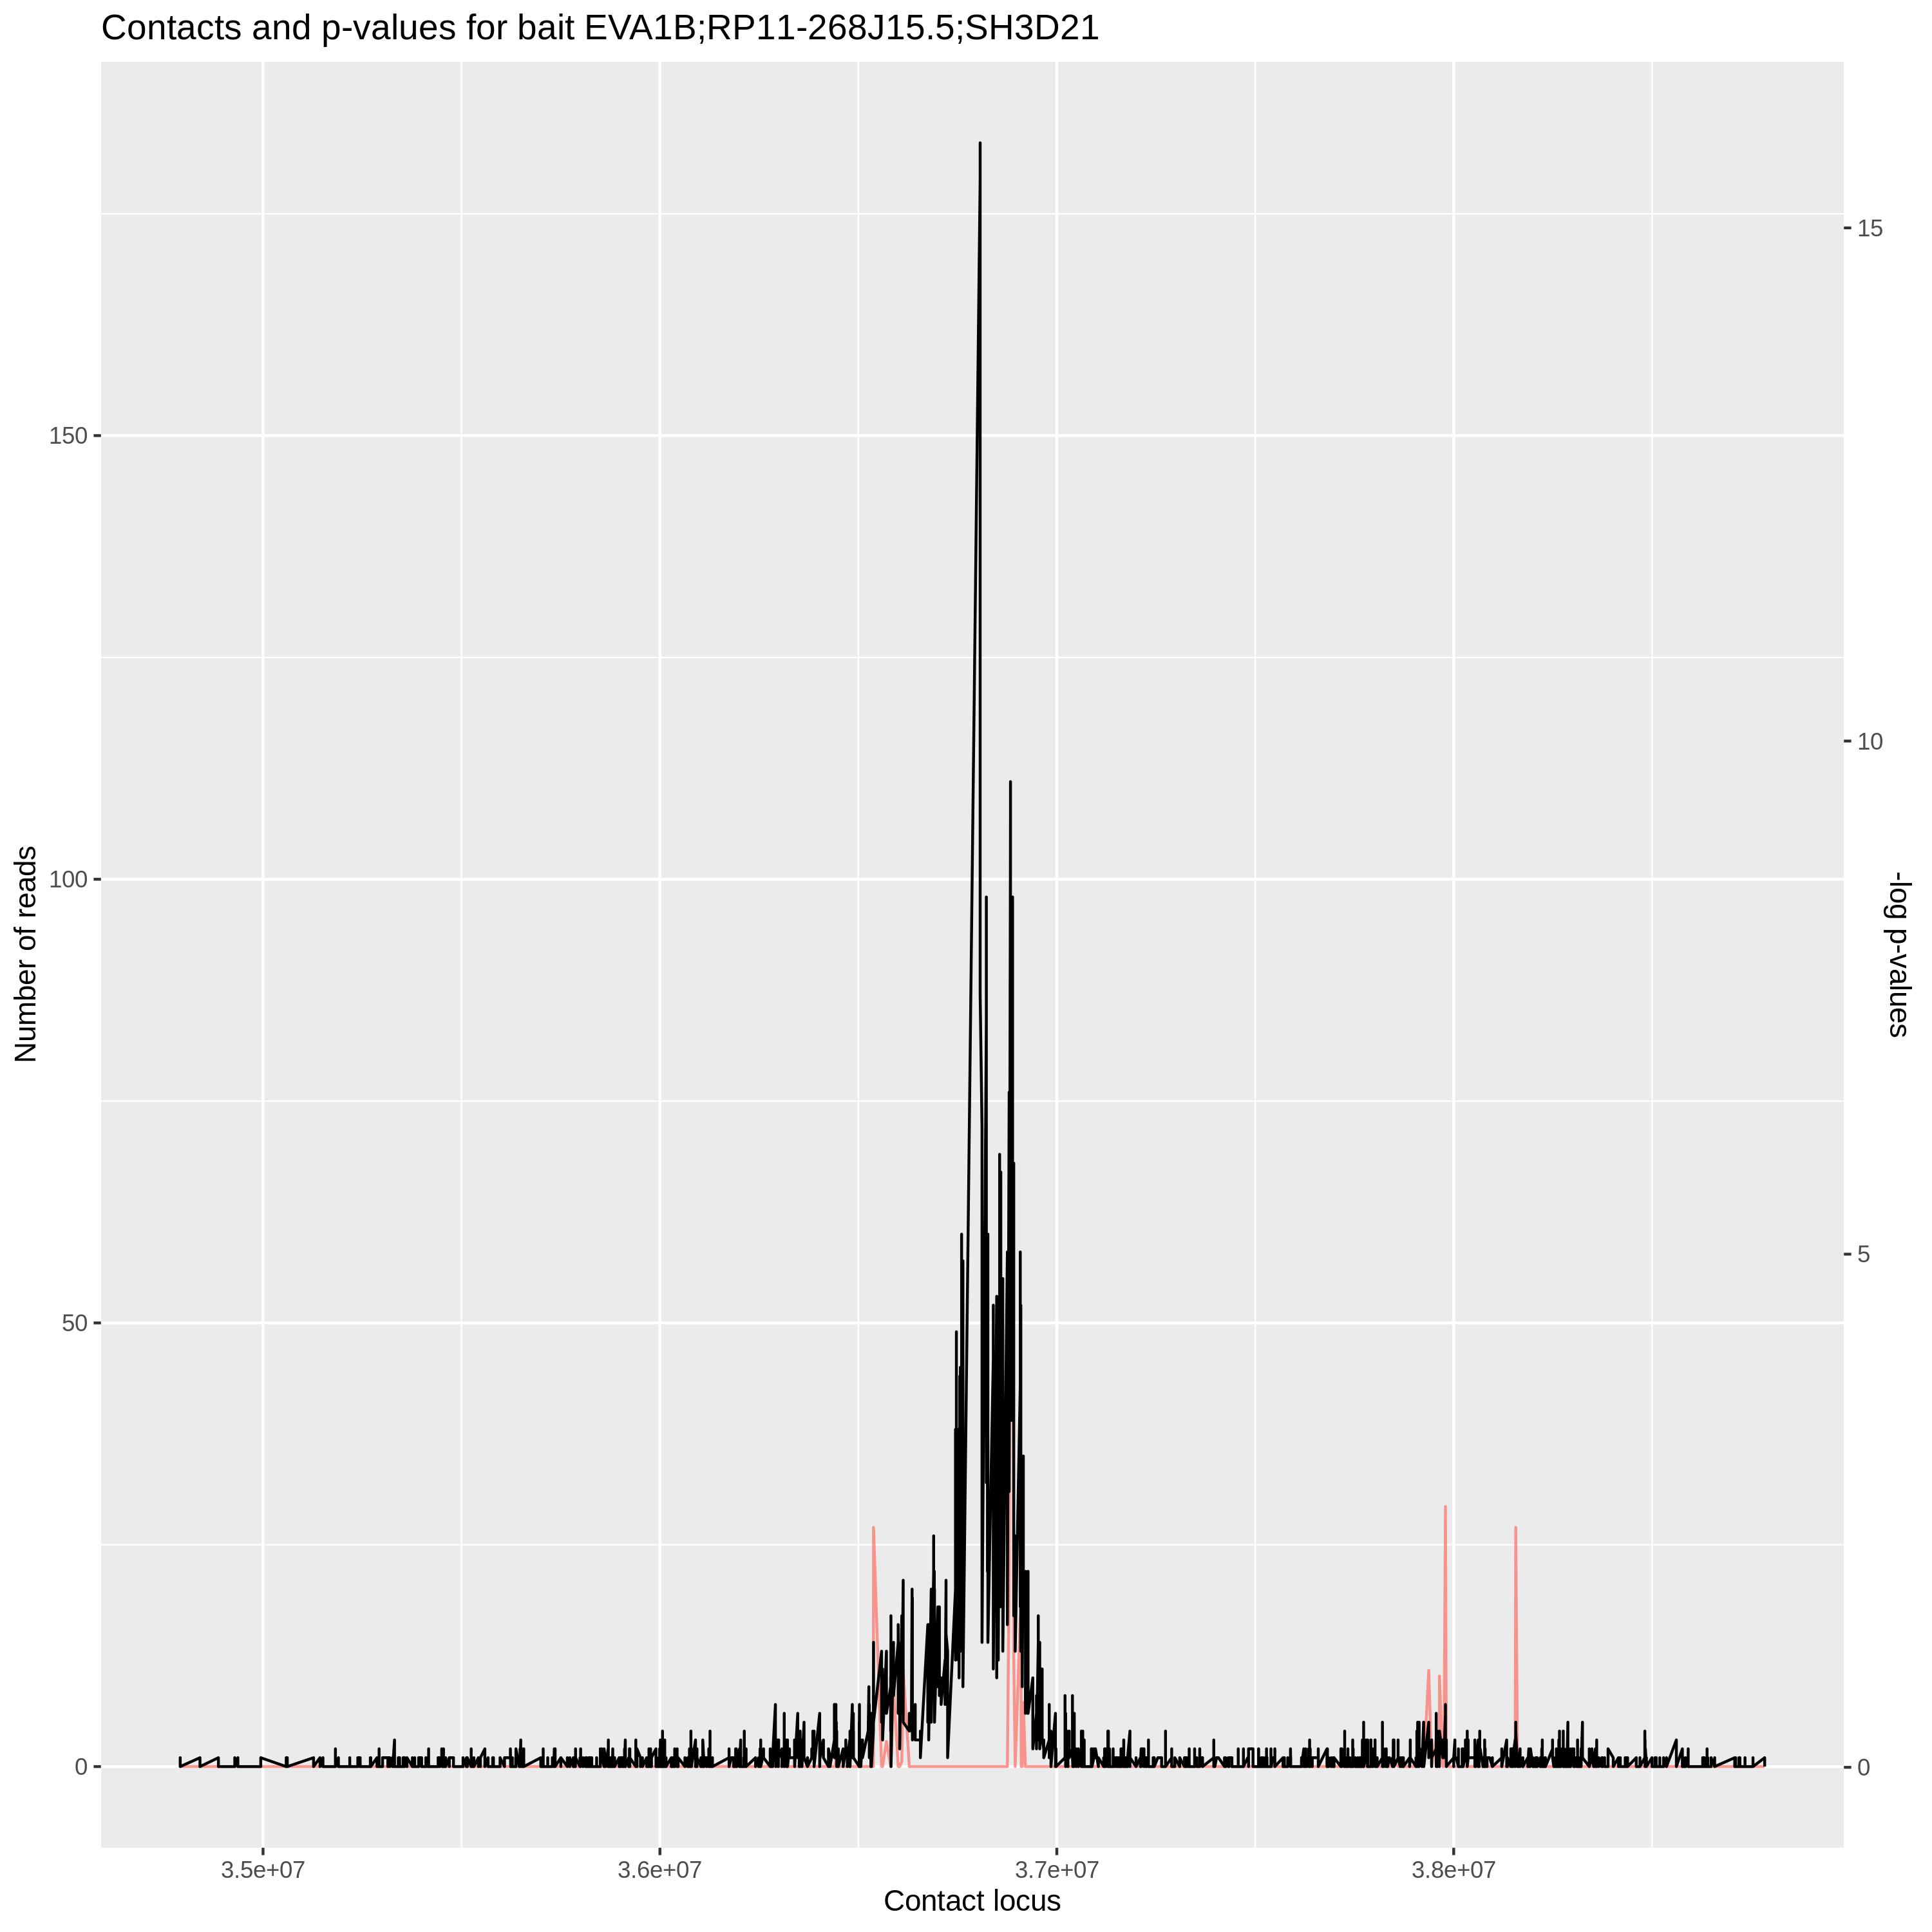 Contacts and p-values for bait EVA1B;RP11-268J15.5;SH3D21
Number of reads
150
100
50
0
15
10
5
0
-log p-values
3.5e+07
3.6e+07
3.7e+07
3.8e+07
Contact locus